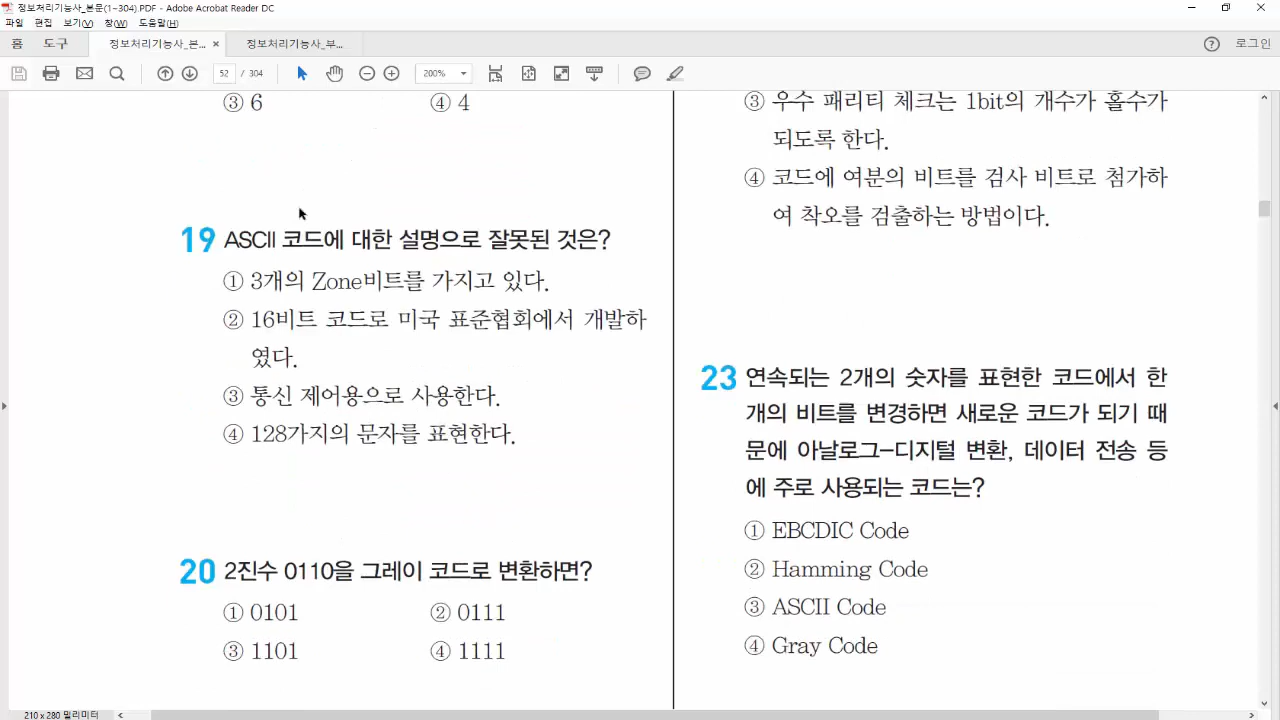 정보처리기능사_본문(1~304).PDF - Adobe Acrobat Reader DC
파일 편집 보기(V) 창(W) 도움말(H)
홈 도구 정보처리기능사_본... × 정보처리기능사_부... 로그인
52 / 304 200%
③ 6 ④ 4
19 ASCII 코드에 대한 설명으로 잘못된 것은?
① 3개의 Zone비트를 가지고 있다.
② 16비트 코드로 미국 표준협회에서 개발하
였다.
③ 통신 제어용으로 사용한다.
④ 128가지의 문자를 표현한다.
20 2진수 0110을 그레이 코드로 변환하면?
① 0101 ② 0111
③ 1101 ④ 1111
③ 우수 패리티 체크는 1bit의 개수가 홀수가
되도록 한다.
④ 코드에 여분의 비트를 검사 비트로 첨가하
여 착오를 검출하는 방법이다.
23 연속되는 2개의 숫자를 표현한 코드에서 한
개의 비트를 변경하면 새로운 코드가 되기 때
문에 아날로그-디지털 변환, 데이터 전송 등
에 주로 사용되는 코드는?
① EBCDIC Code
② Hamming Code
③ ASCII Code
④ Gray Code
210 x 280 밀리미터